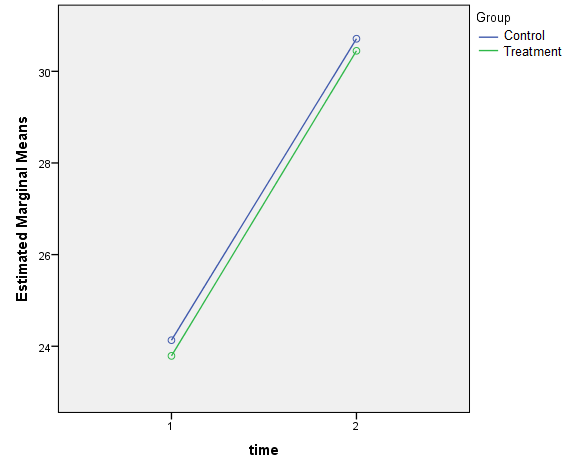 Group
Control
Treatment
Estimated Marginal Means
30
28
26
24
1
2
time